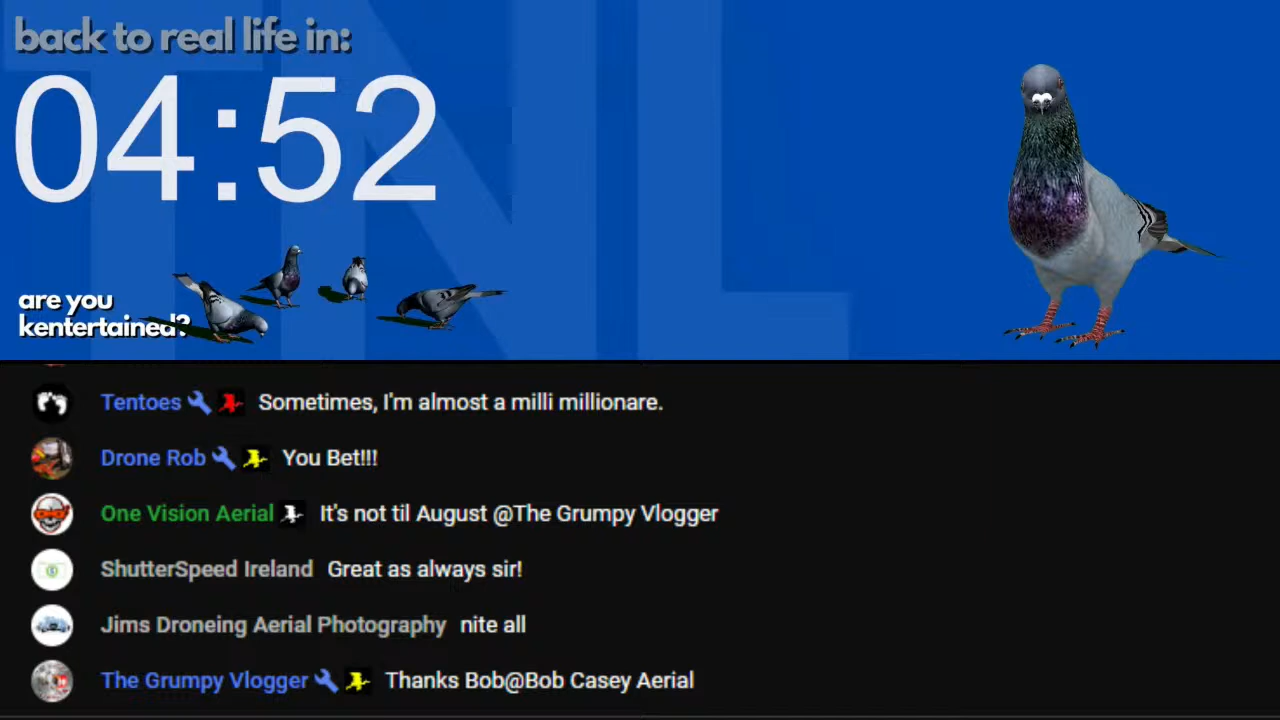 back to real life in:
04:52
TNL
are you
kentertained?
Tentoes Sometimes, I'm almost a milli millionare.
Drone Rob You Bet!!!
One Vision Aerial It's not til August @The Grumpy Vlogger
ShutterSpeed Ireland Great as always sir!
Jims Droneing Aerial Photography nite all
The Grumpy Vlogger Thanks Bob@Bob Casey Aerial